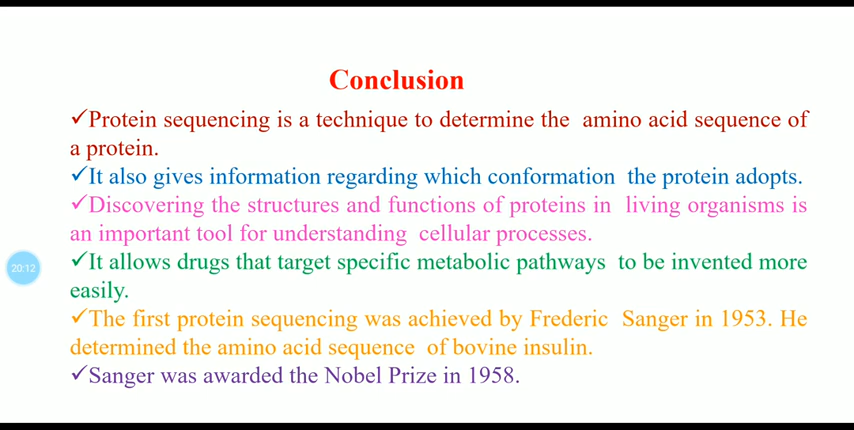 Conclusion
✓Protein sequencing is a technique to determine the amino acid sequence of
a protein.
✓It also gives information regarding which conformation the protein adopts.
✓Discovering the structures and functions of proteins in living organisms is
an important tool for understanding cellular processes.
20:12
✓It allows drugs that target specific metabolic pathways to be invented more
easily.
✓The first protein sequencing was achieved by Frederic Sanger in 1953. He
determined the amino acid sequence of bovine insulin.
✓Sanger was awarded the Nobel Prize in 1958.